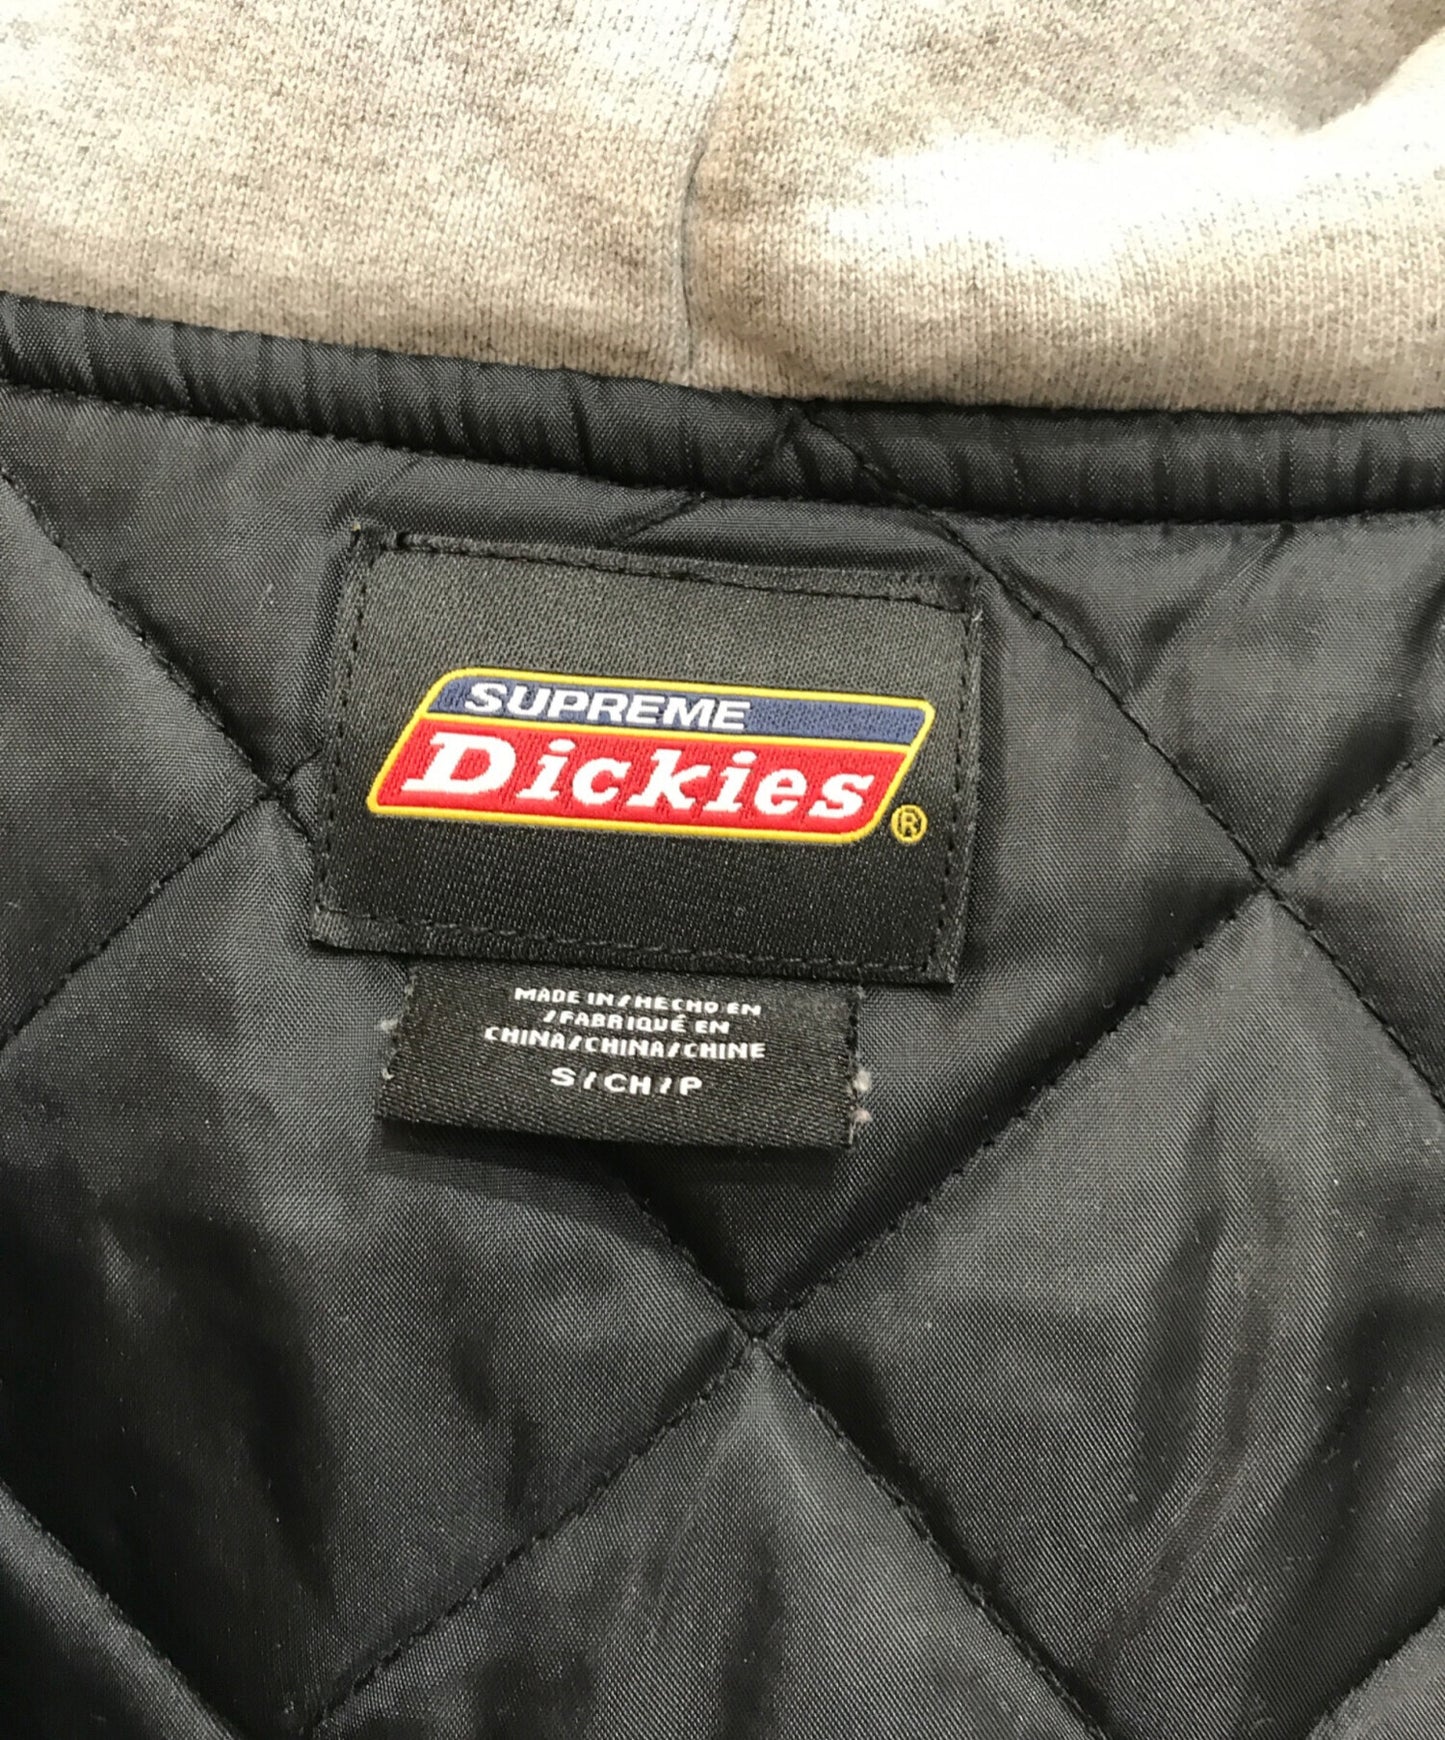 SUPREME
Dickies®
MADE IN/HECHO EN
/FABRIQUÉ EN
CHINA/CHINA/CHINE
S/CH/P